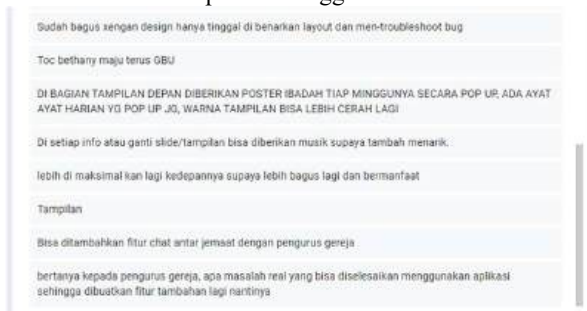 Sudah bagus xengan design hanya tinggal di benarkan layout dan men-troubleshoot bug
Toc bethany maju terus GBU
DI BAGIAN TAMPILAN DEPAN DIBERIKAN POSTER IBADAH TIAP MINGGUNYA SECARA POP UP, ADA AYAT
AYAT HARIAN YG POP UP JG, WARNA TAMPILAN BISA LEBIH CERAH LAGI
Di setiap info atau ganti slide/tampilan bisa diberikan musik supaya tambah menarik.
lebih di maksimal kan lagi kedepannya supaya lebih bagus lagi dan bermanfaat
Tampilan
Bisa ditambahkan fitur chat antar jemaat dengan pengurus gereja
bertanya kepada pengurus gereja, apa masalah real yang bisa diselesaikan menggunakan aplikasi
sehingga dibuatkan fitur tambahan lagi nantinya